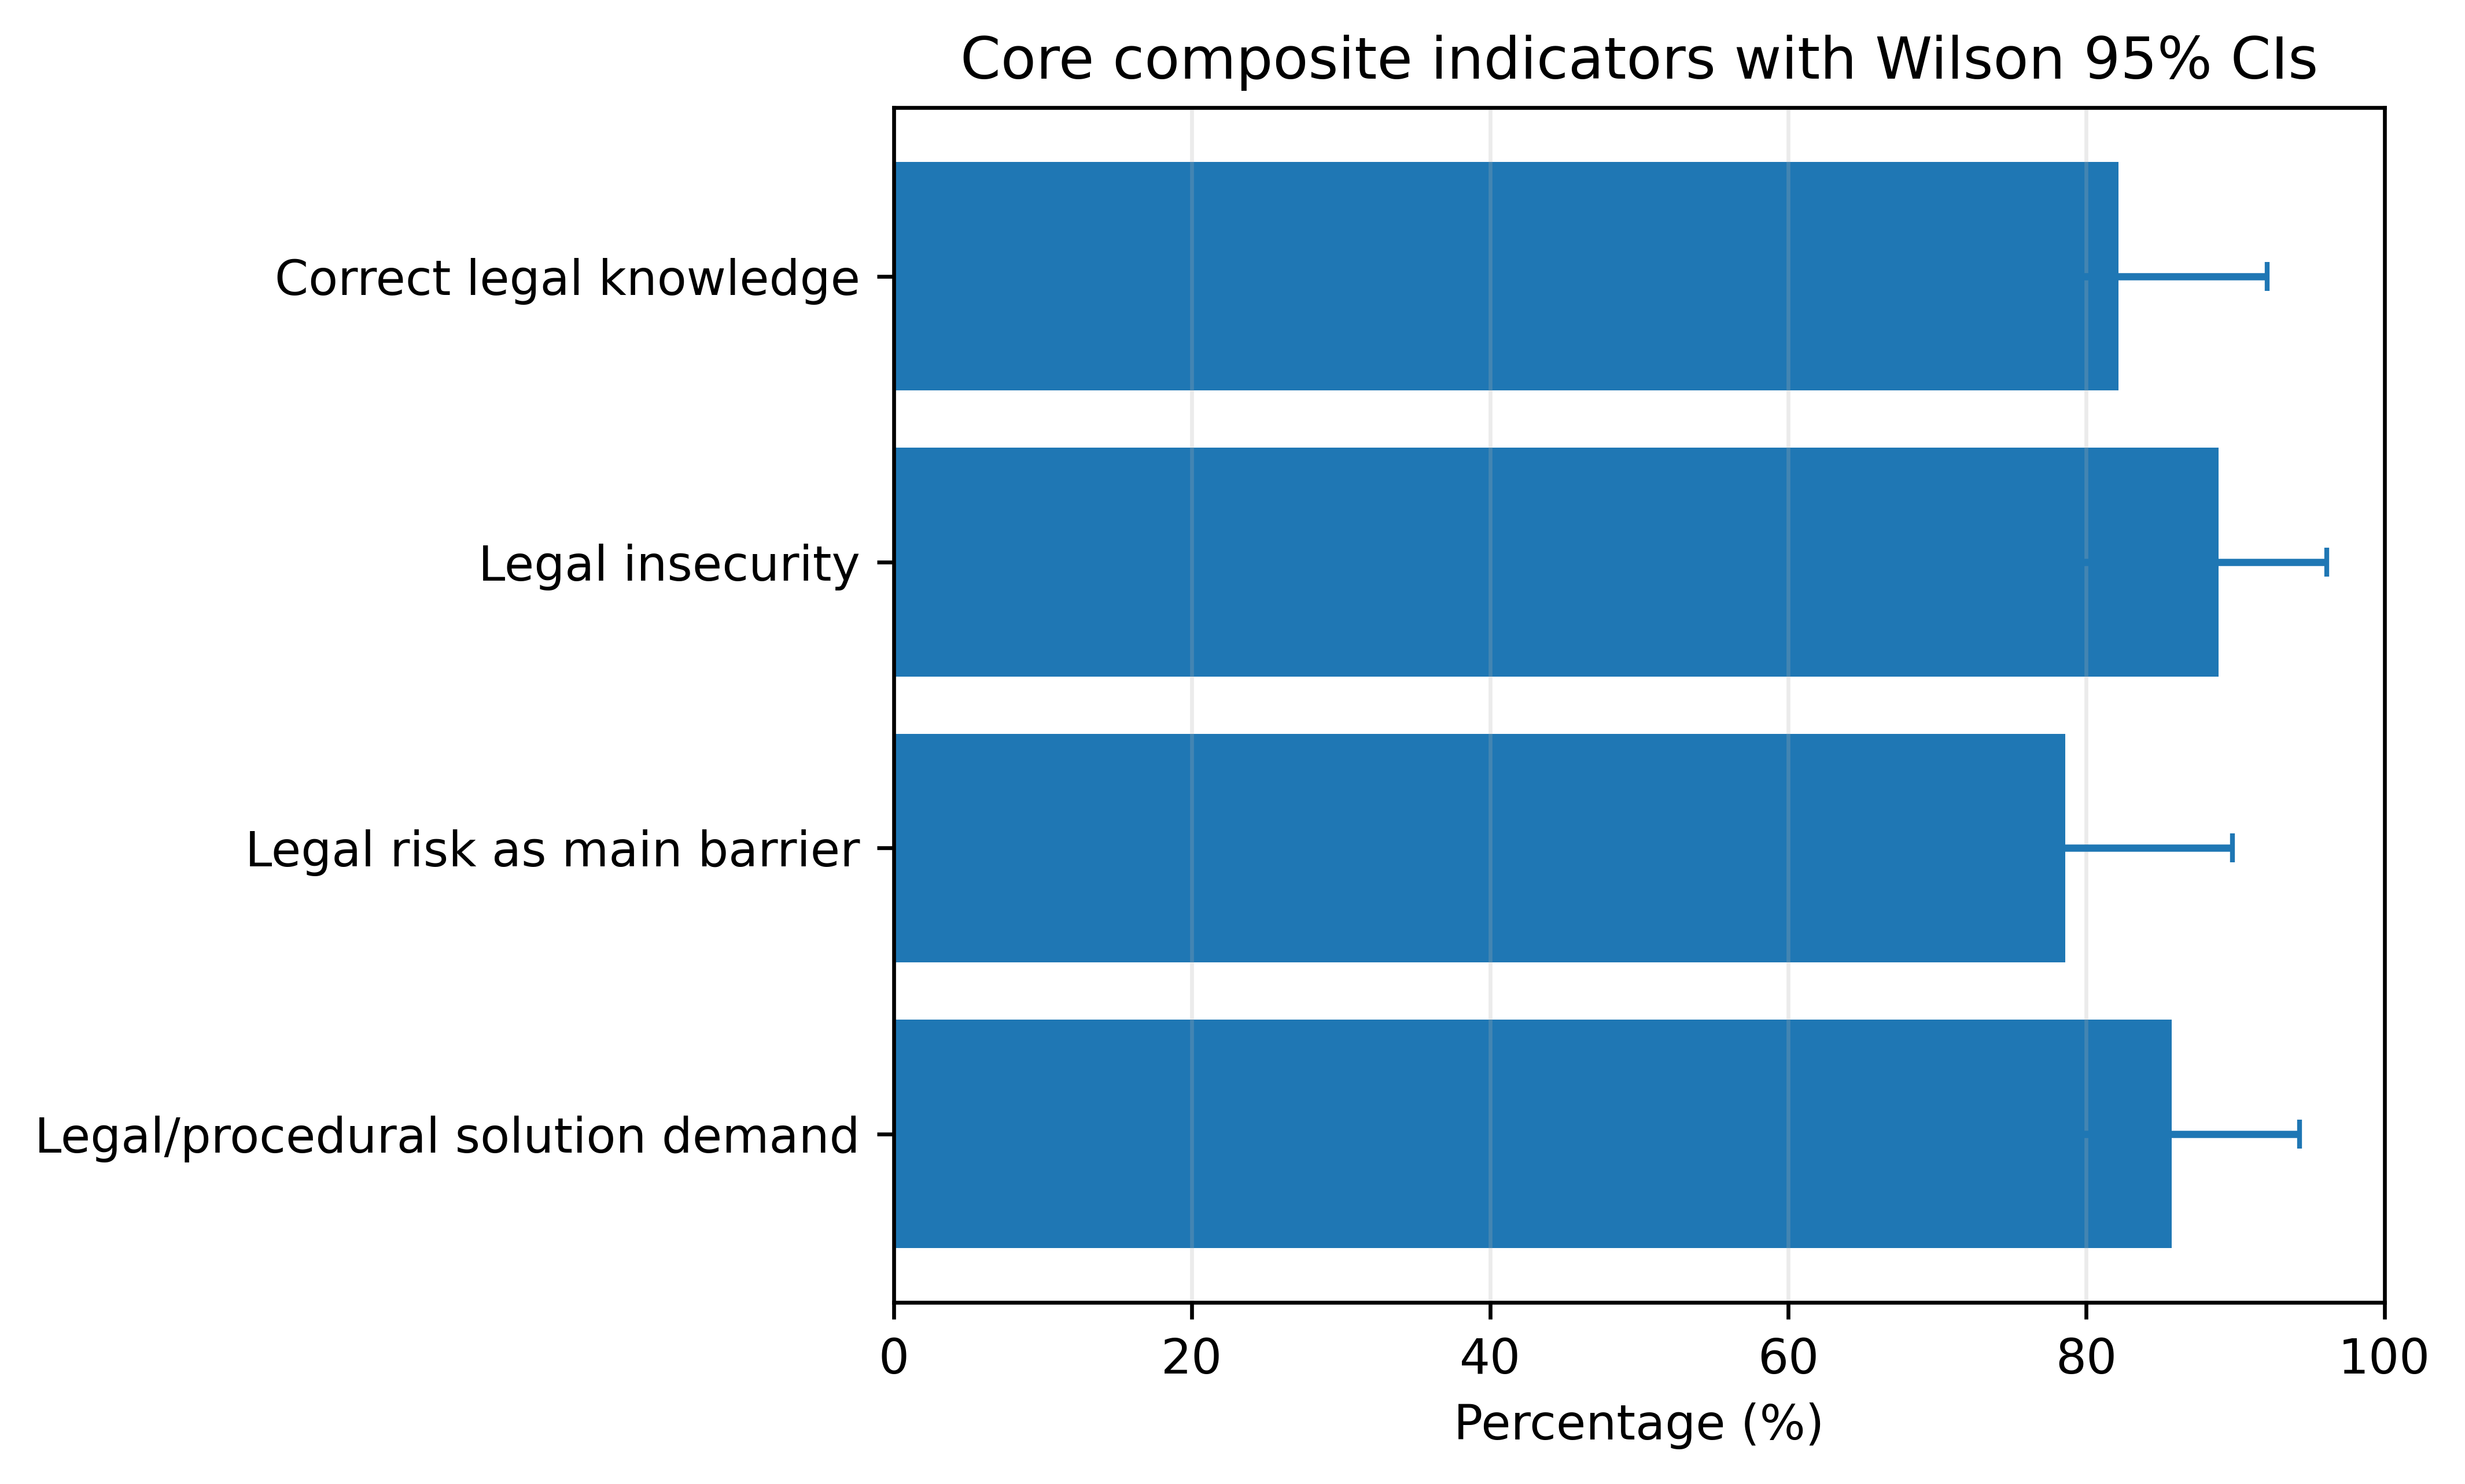 Core composite indicators with Wilson 95% CIs
Correct legal knowledge
Legal insecurity
Legal risk as main barrier
Legal/procedural solution demand
0 20 40 60 80 100
Percentage (%)